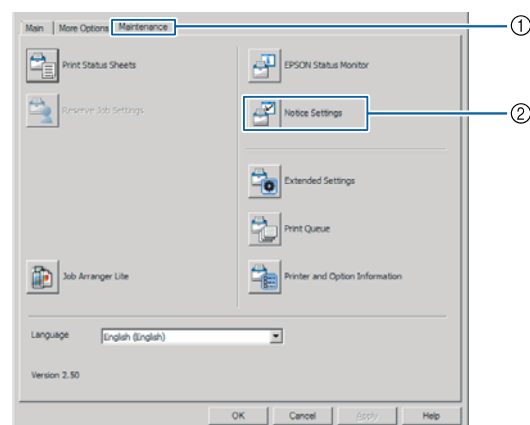 Main More Options Maintenance
①
Print Status Sheets
EPSON Status Monitor
Reserve Job Settings
Notice Settings
②
Extended Settings
Print Queue
Job Arranger Lite
Printer and Option Information
Language English (English)
Version 2.50
OK Cancel Apply Help